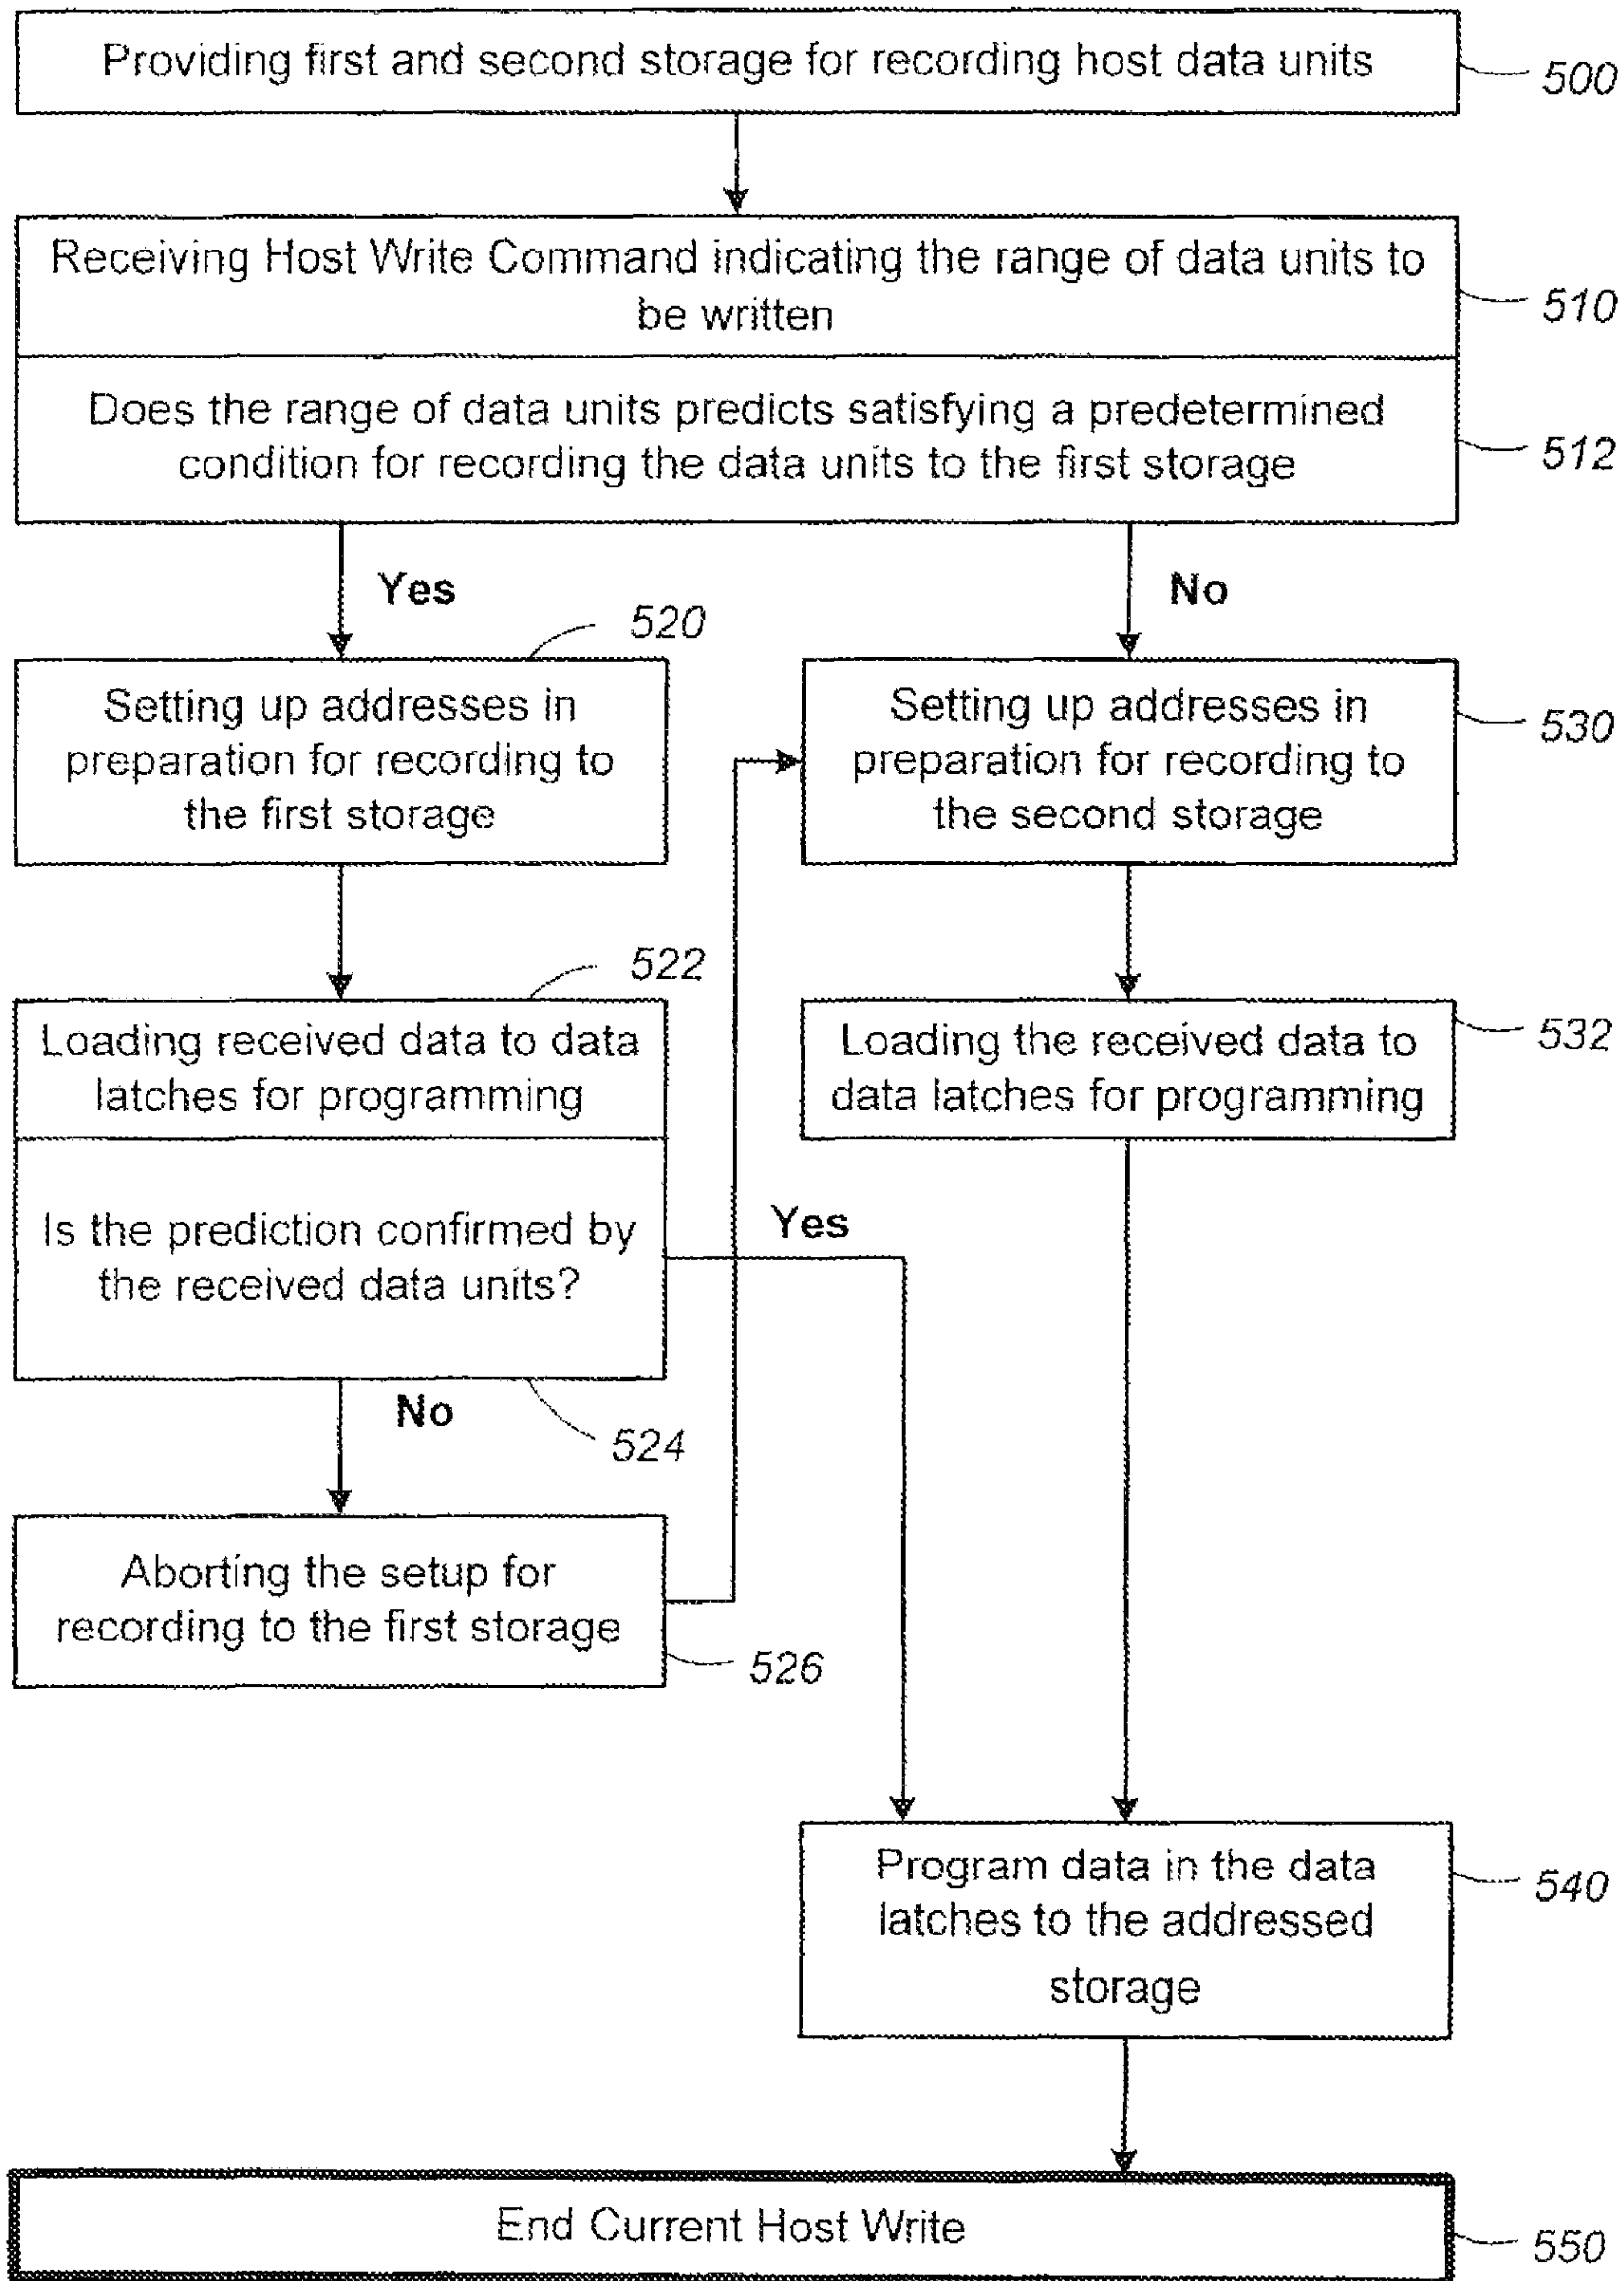 Providing first and second storage for recording host data units
500
Receiving Host Write Command indicating the range of data units to
be written
510
Does the range of data units predicts satisfying a predetermined
condition for recording the data units to the first storage
512
Yes
No
520
Setting up addresses in
preparation for recording to
the first storage
Setting up addresses in
preparation for recording to
the second storage
530
522
Loading received data to data
latches for programming
Loading the received data to
data latches for programming
532
Is the prediction confirmed by
the received data units?
Yes
No
524
Aborting the setup for
recording to the first storage
526
Program data in the data
latches to the addressed
storage
540
End Current Host Write
550